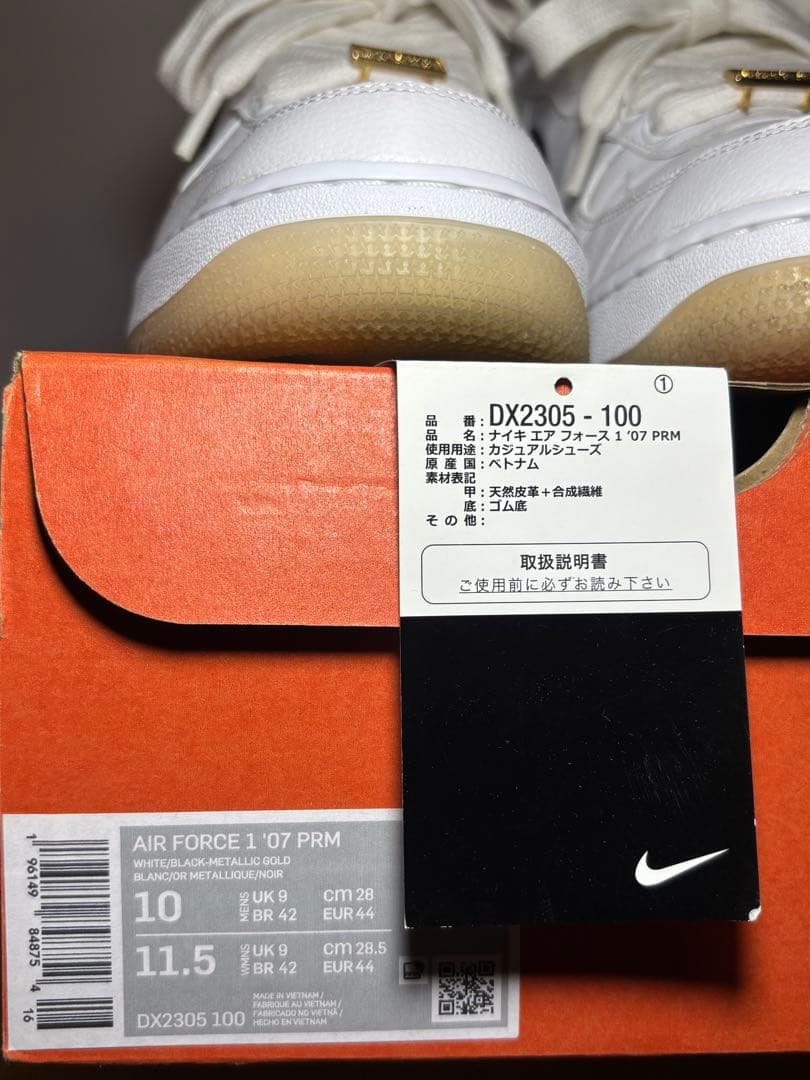 ①
品 番 : DX2305 - 100
品 名 : ナイキ エア フォース 1 '07 PRM
使用用途 : カジュアルシューズ
原 産 国 : ベトナム
素材表記
甲 : 天然皮革＋合成繊維
底 : ゴム底
そ の 他 :
取扱説明書
ご使用前に必ずお読み下さい
AIR FORCE 1 '07 PRM
WHITE/BLACK-METALLIC GOLD
BLANC/OR METALLIQUE/NOIR
10 MENS UK 9 CM 28
BR 42 EUR 44
11.5 WMNS UK 9 CM 28.5
BR 42 EUR 44
MADE IN VIETNAM /
FABRIQUÉ AU VIETNAM /
FABRICADO NO VIETNÃ /
HECHO EN VIETNAM
DX2305 100
1 96149 84875 4 16